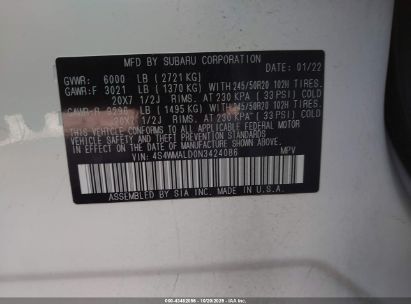 MFD BY SUBARU CORPORATION 01/22
GVWR: 6000 LB (2721 KG)
GAWR:F 3021 LB (1370 KG) WITH 245/50R20 102H TIRES.
20X7 1/2J RIMS. AT 230 KPA (33 PSI) COLD
GAWR:R LB (1495 KG) WITH 245/50R20 102H TIRES.
20X7 1/2J RIMS. AT 230 KPA (33 PSI) COLD
THIS VEHICLE CONFORMS TO ALL APPLICABLE FEDERAL MOTOR
VEHICLE SAFETY, BUMPER, AND THEFT PREVENTION STANDARDS
IN EFFECT ON THE DATE OF MANUFACTURE SHOWN ABOVE.
VIN: 4S4WMALD0N3424086 MPV
ASSEMBLED BY SIA INC. MADE IN U.S.A.